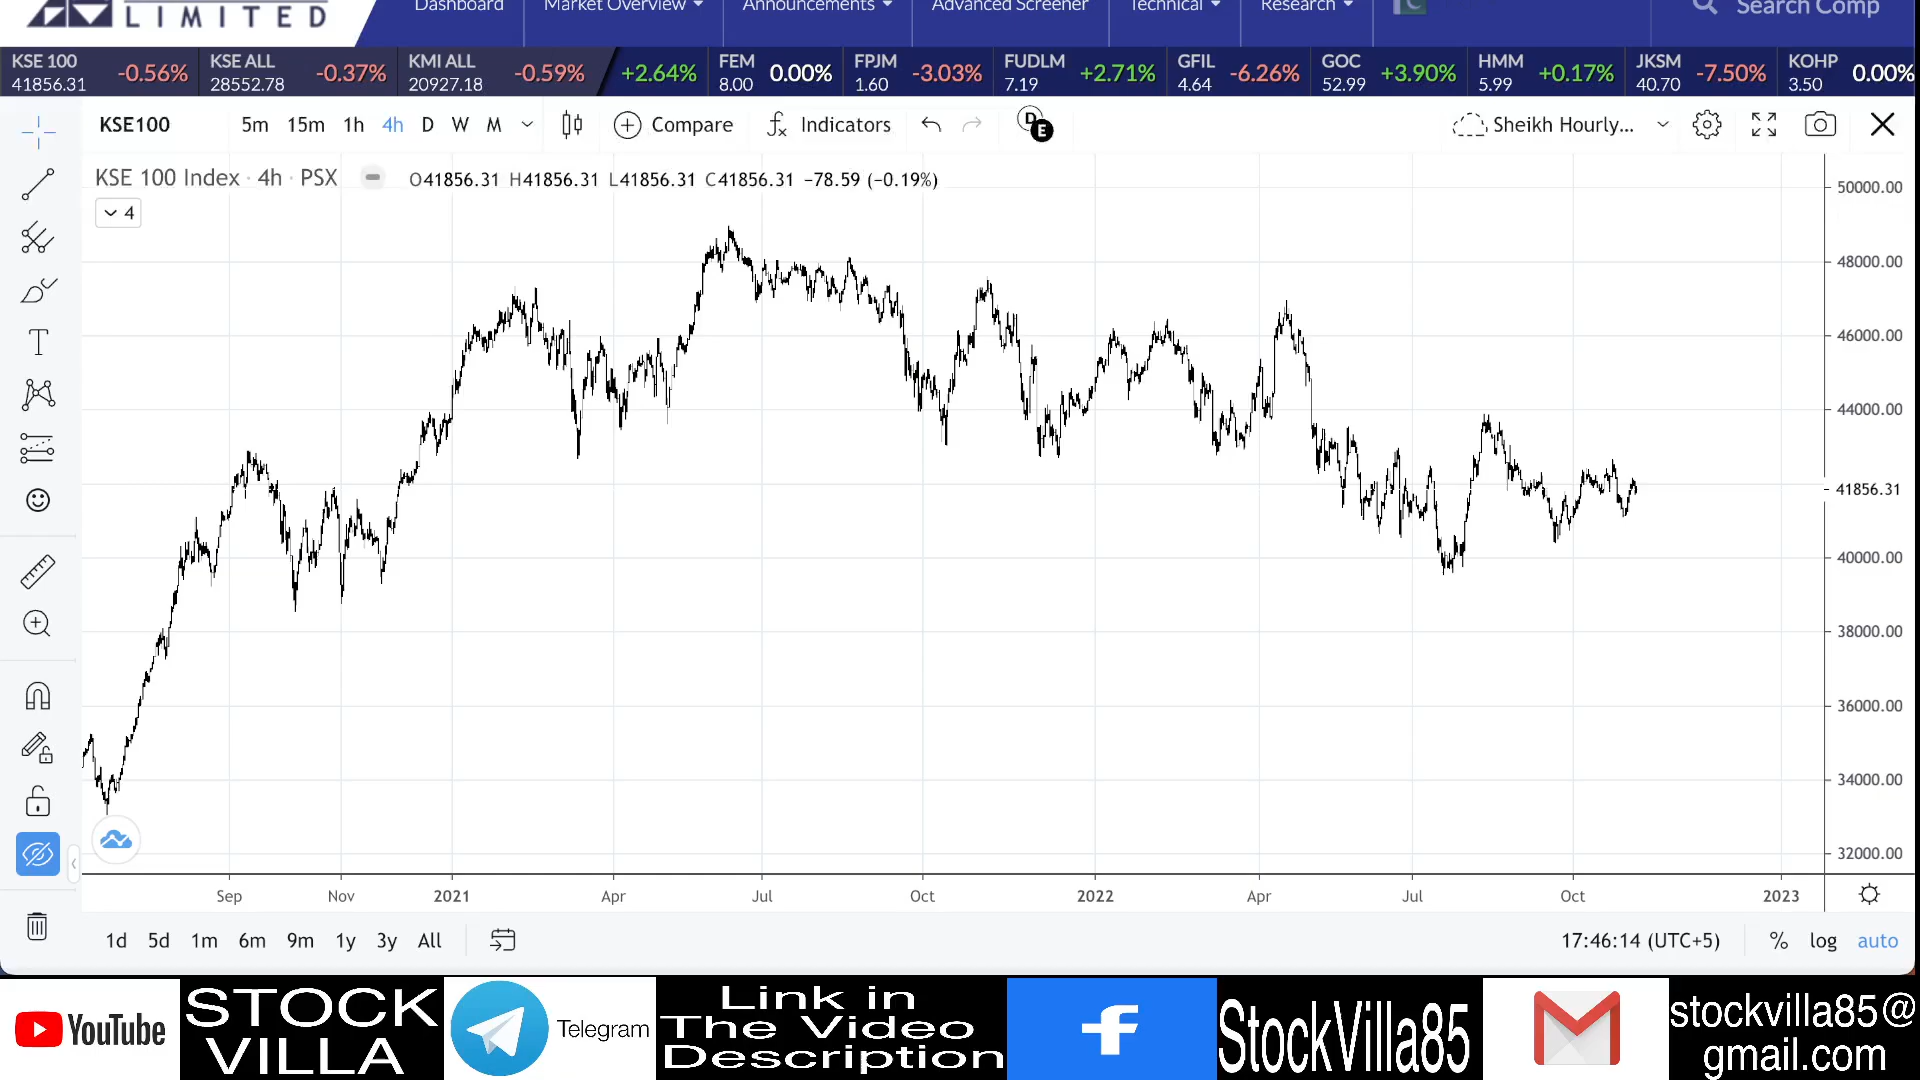 LIMITED
Dashboard Market Overview Announcements Advanced Screener Technical Research Search Comp
KSE 100 41856.31 -0.56% KSE ALL 28552.78 -0.37% KMI ALL 20927.18 -0.59% +2.64% FEM 8.00 0.00% FPJM 1.60 -3.03% FUDLM 7.19 +2.71% GFIL 4.64 -6.26% GOC 52.99 +3.90% HMM 5.99 +0.17% JKSM 40.70 -7.50% KOHP 3.50 0.00%
KSE100 5m 15m 1h 4h D W M Compare Indicators D E Sheikh Hourly...
KSE 100 Index · 4h · PSX O41856.31 H41856.31 L41856.31 C41856.31 −78.59 (−0.19%)
4
50000.00
48000.00
46000.00
44000.00
41856.31
40000.00
38000.00
36000.00
34000.00
32000.00
Sep Nov 2021 Apr Jul Oct 2022 Apr Jul Oct 2023
1d 5d 1m 6m 9m 1y 3y All 17:46:14 (UTC+5) % log auto
YouTube
STOCK
VILLA
Telegram
Link in
The Video
Description
f
StockVilla85
stockvilla85@
gmail.com